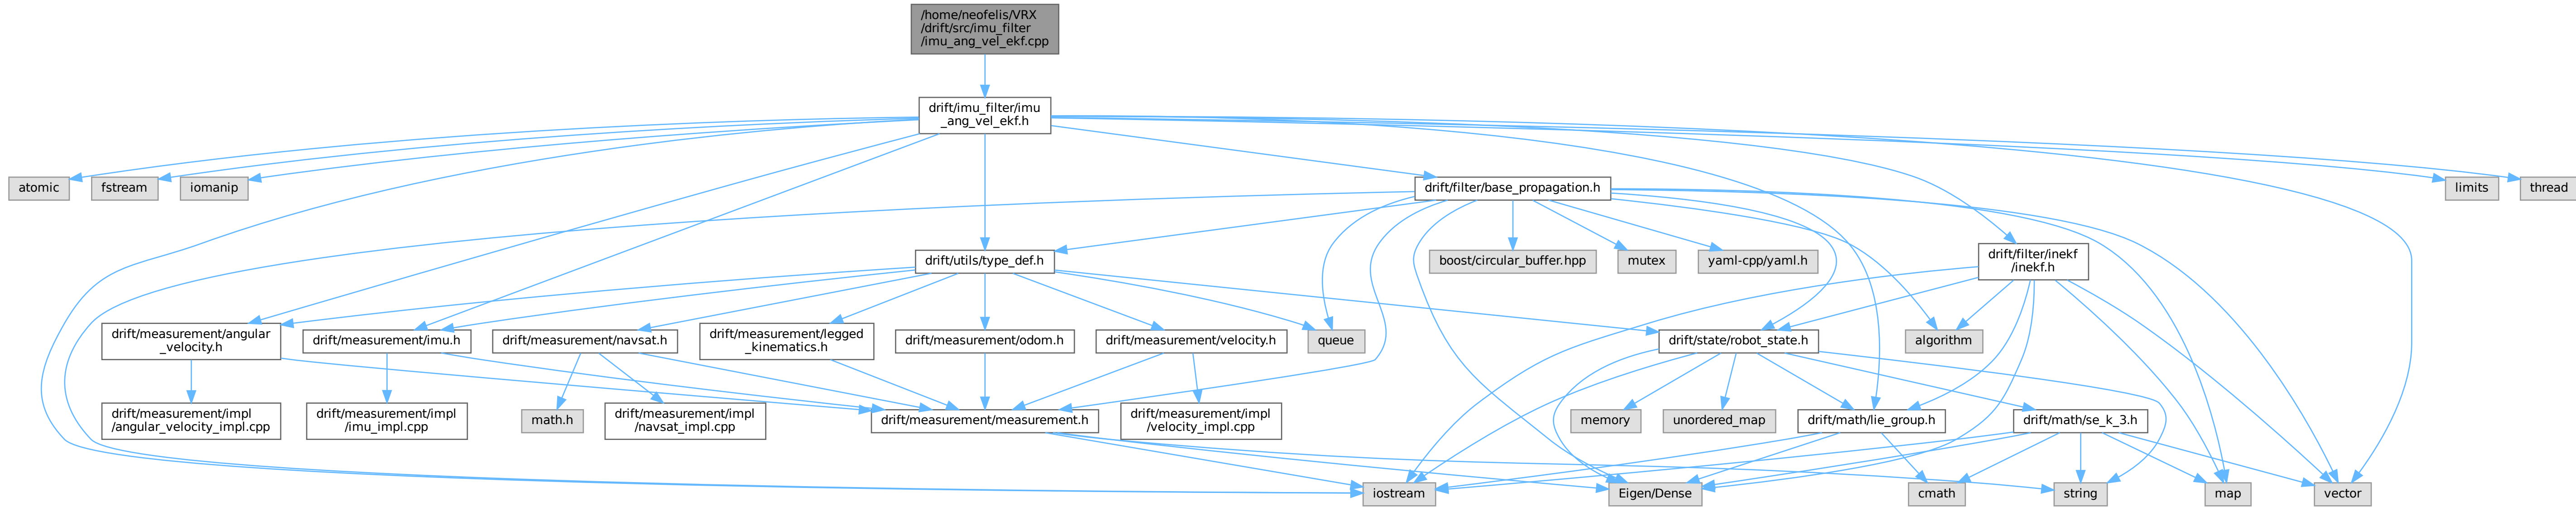 /home/neofelis/VRX
/drift/src/imu_filter
/imu_ang_vel_ekf.cpp
drift/imu_filter/imu
_ang_vel_ekf.h
atomic
fstream
iomanip
drift/filter/base_propagation.h
limits
thread
drift/utils/type_def.h
boost/circular_buffer.hpp
mutex
yaml-cpp/yaml.h
drift/filter/inekf
/inekf.h
drift/measurement/angular
_velocity.h
drift/measurement/imu.h
drift/measurement/navsat.h
drift/measurement/legged
_kinematics.h
drift/measurement/odom.h
drift/measurement/velocity.h
queue
drift/state/robot_state.h
algorithm
drift/measurement/impl
/angular_velocity_impl.cpp
drift/measurement/impl
/imu_impl.cpp
math.h
drift/measurement/impl
/navsat_impl.cpp
drift/measurement/measurement.h
drift/measurement/impl
/velocity_impl.cpp
memory
unordered_map
drift/math/lie_group.h
drift/math/se_k_3.h
iostream
Eigen/Dense
cmath
string
map
vector